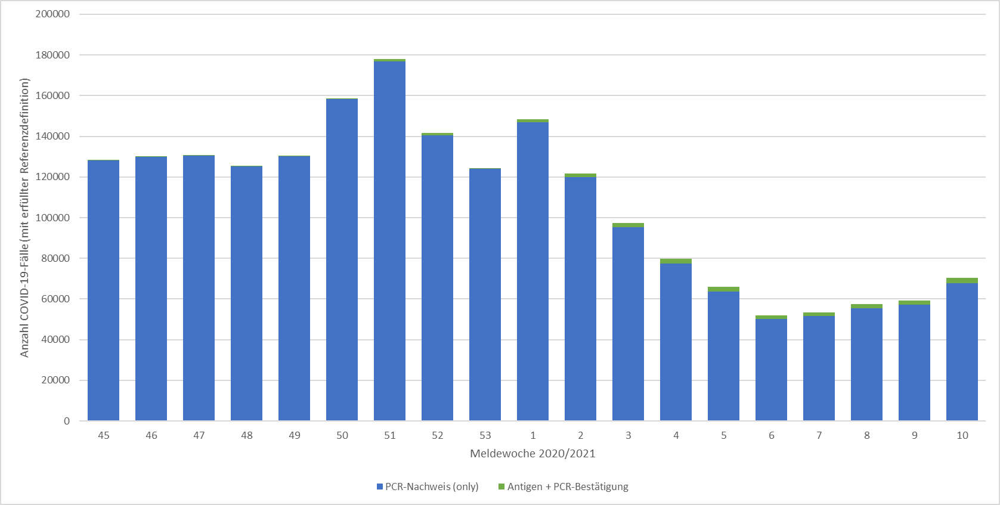 200000
180000
160000
140000
120000
100000
80000
60000
40000
20000
0
Anzahl COVID-19-Fälle (mit erfüllter Referenzdefinition)
45 46 47 48 49 50 51 52 53 1 2 3 4 5 6 7 8 9 10
Meldewoche 2020/2021
PCR-Nachweis (only) Antigen + PCR-Bestätigung